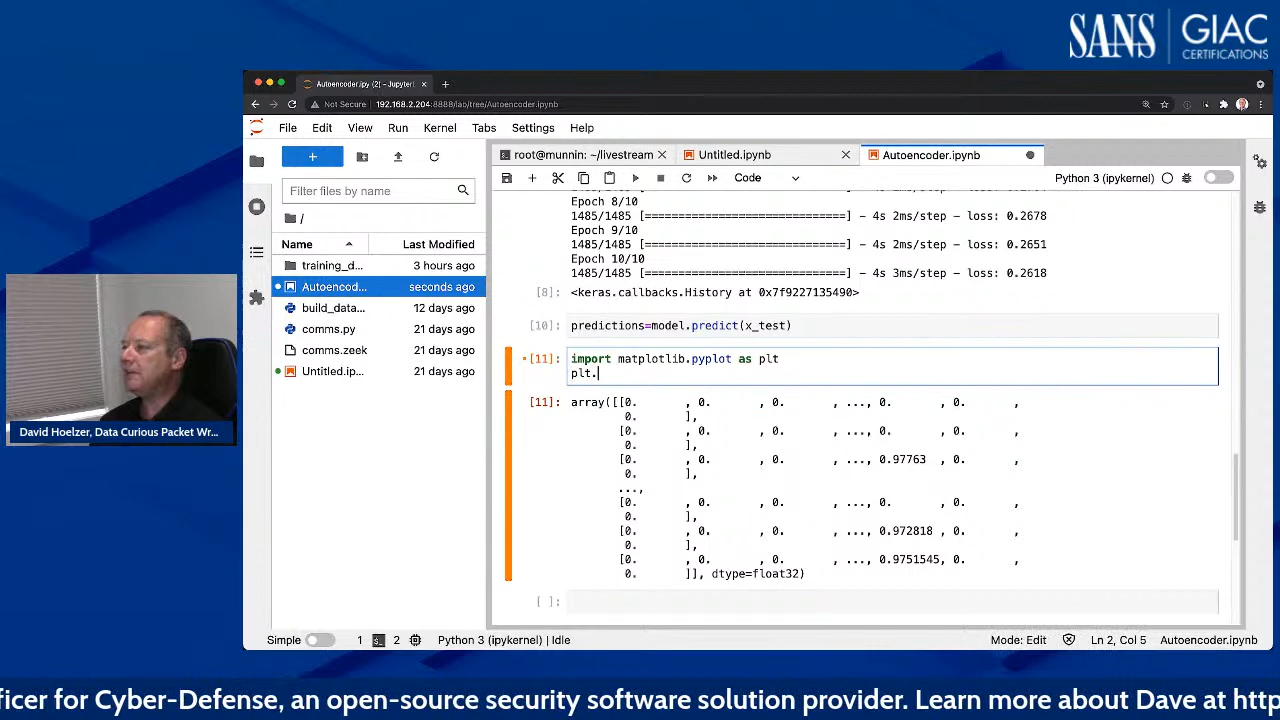 SANS GIAC
CERTIFICATIONS
Autoencoder.ipy (2) - JupyterL
Not Secure 192.168.2.204:8888/lab/tree/Autoencoder.ipynb
File Edit View Run Kernel Tabs Settings Help
root@munnin: ~/livestream Untitled.ipynb Autoencoder.ipynb
Code Python 3 (ipykernel)
Filter files by name
/
Name Last Modified
training_d... 3 hours ago
Autoencod... seconds ago
build_data... 12 days ago
comms.py 21 days ago
comms.zeek 21 days ago
Untitled.ip... 21 days ago
Epoch 8/10
1485/1485 [==============================] - 4s 2ms/step - loss: 0.2678
Epoch 9/10
1485/1485 [==============================] - 4s 2ms/step - loss: 0.2651
Epoch 10/10
1485/1485 [==============================] - 4s 3ms/step - loss: 0.2618
[8]: <keras.callbacks.History at 0x7f9227135490>
[10]: predictions=model.predict(x_test)
[11]: import matplotlib.pyplot as plt
plt.
[11]: array([[0. , 0. , 0. , ..., 0. , 0. ,
0. ],
[0. , 0. , 0. , ..., 0. , 0. ,
0. ],
[0. , 0. , 0. , ..., 0.97763 , 0. ,
0. ],
...,
[0. , 0. , 0. , ..., 0. , 0. ,
0. ],
[0. , 0. , 0. , ..., 0.972818 , 0. ,
0. ],
[0. , 0. , 0. , ..., 0.9751545, 0. ,
0. ]], dtype=float32)
[ ]:
David Hoelzer, Data Curious Packet Wr...
Simple 1 2 Python 3 (ipykernel) | Idle Mode: Edit Ln 2, Col 5 Autoencoder.ipynb
ficer for Cyber-Defense, an open-source security software solution provider. Learn more about Dave at http